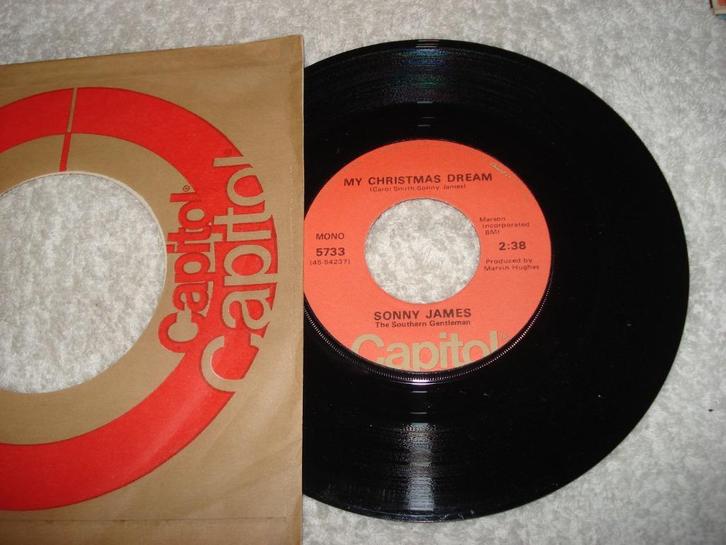 Capitol®
Capitol®
MY CHRISTMAS DREAM
(Carol Smith Sonny James)
MONO
5733
(45-54237)
Marson
Incorporated
BMI
2:38
Produced by
Marvin Hughes
SONNY JAMES
The Southern Gentleman
Capitol